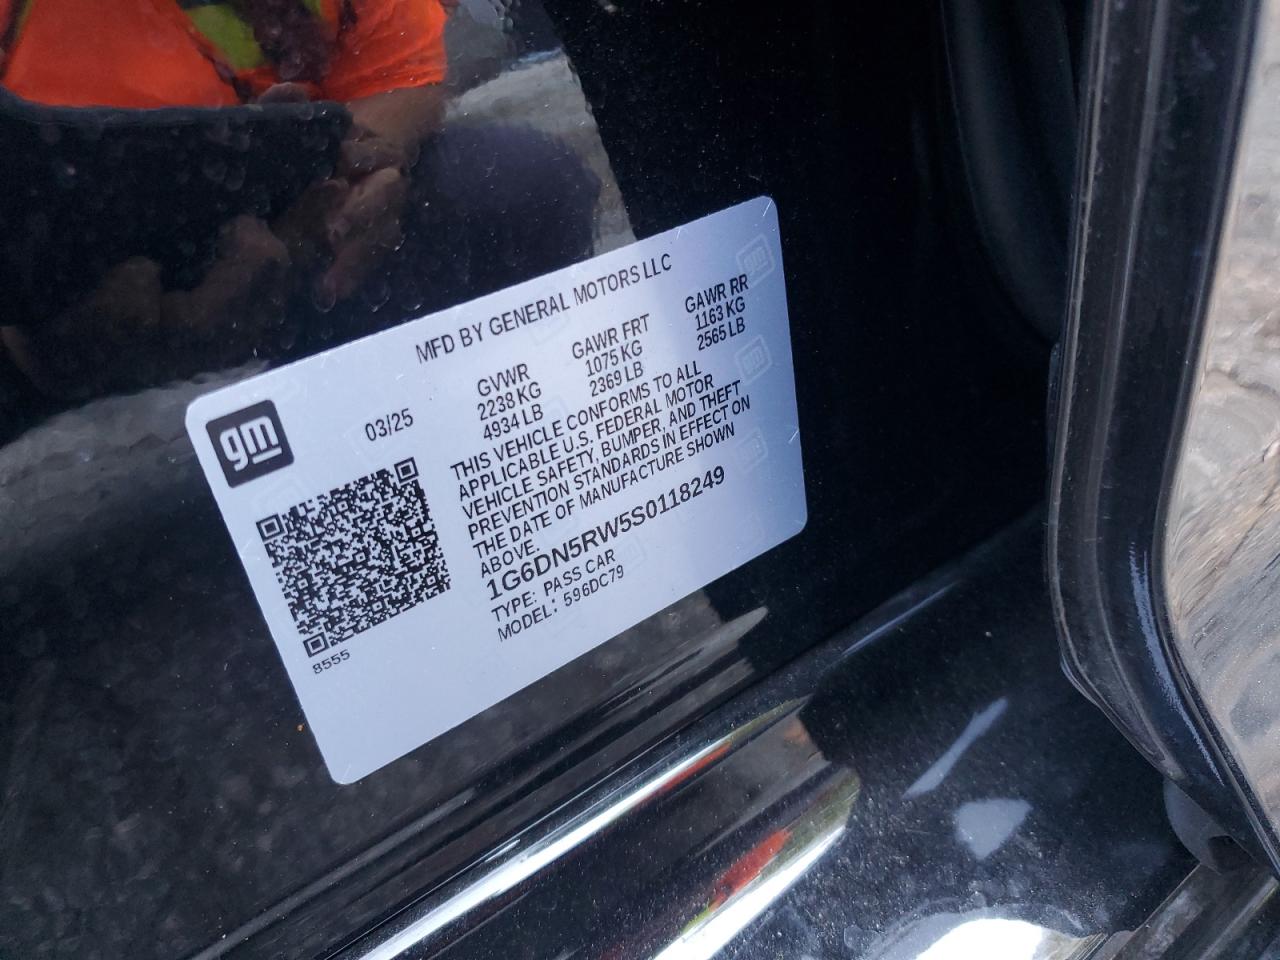 MFD BY GENERAL MOTORS LLC
gm
03/25
GVWR GAWR FRT GAWR RR
2238 KG 1075 KG 1163 KG
4934 LB 2369 LB 2565 LB
THIS VEHICLE CONFORMS TO ALL
APPLICABLE U.S. FEDERAL MOTOR
VEHICLE SAFETY, BUMPER, AND THEFT
PREVENTION STANDARDS IN EFFECT ON
THE DATE OF MANUFACTURE SHOWN
ABOVE.
1G6DN5RW5S0118249
TYPE: PASS CAR
MODEL: 596DC79
8555